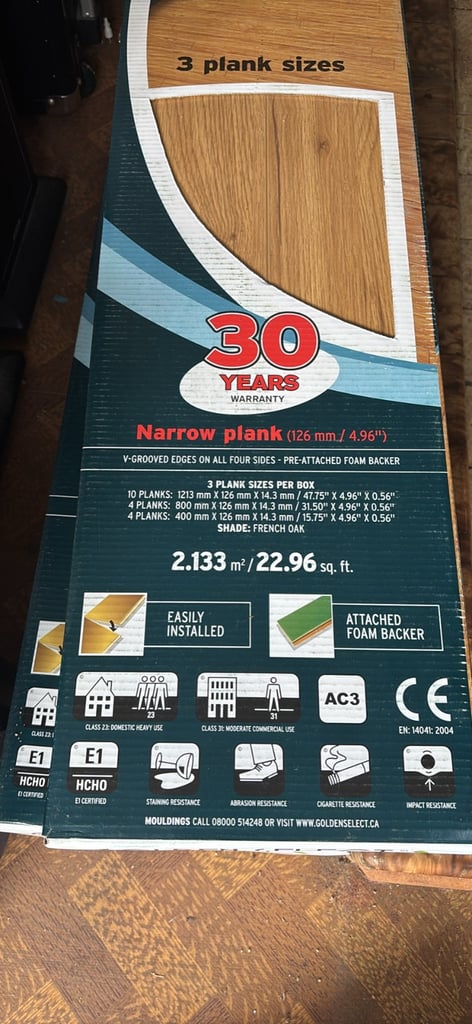 3 plank sizes
30
YEARS
WARRANTY
Narrow plank (126 mm / 4.96")
V-GROOVED EDGES ON ALL FOUR SIDES - PRE-ATTACHED FOAM BACKER
3 PLANK SIZES PER BOX
10 PLANKS: 1213 mm X 126 mm X 14.3 mm / 47.75" X 4.96" X 0.56"
4 PLANKS: 800 mm X 126 mm X 14.3 mm / 31.50" X 4.96" X 0.56"
4 PLANKS: 400 mm X 126 mm X 14.3 mm / 15.75" X 4.96" X 0.56"
SHADE: FRENCH OAK
2.133 m² / 22.96 sq. ft.
EASILY
INSTALLED
ATTACHED
FOAM BACKER
23
31
AC3
CE
CLASS 23: DOMESTIC HEAVY USE
CLASS 31: MODERATE COMMERCIAL USE
EN: 14041: 2004
CLASS 23:
E1
HCHO
E1 CERTIFIED
E1
HCHO
E1 CERTIFIED
STAINING RESISTANCE
ABRASION RESISTANCE
CIGARETTE RESISTANCE
IMPACT RESISTANCE
MOULDINGS CALL 08000 514248 OR VISIT WWW.GOLDENSELECT.CA